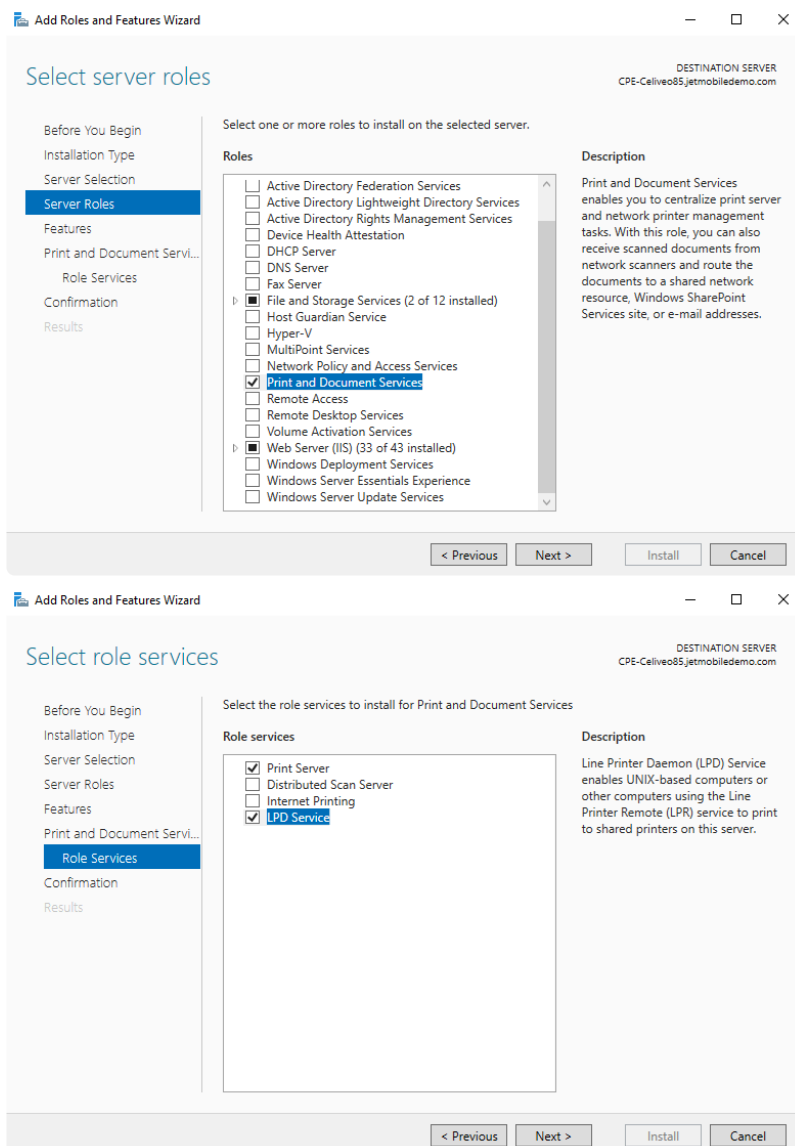 Add Roles and Features Wizard
Select server roles
DESTINATION SERVER
CPE-Celiveo85.jetmobiledemo.com
Before You Begin
Installation Type
Server Selection
Server Roles
Features
Print and Document Servi...
Role Services
Confirmation
Results
Select one or more roles to install on the selected server.
Roles
Active Directory Federation Services
Active Directory Lightweight Directory Services
Active Directory Rights Management Services
Device Health Attestation
DHCP Server
DNS Server
Fax Server
File and Storage Services (2 of 12 installed)
Host Guardian Service
Hyper-V
MultiPoint Services
Network Policy and Access Services
Print and Document Services
Remote Access
Remote Desktop Services
Volume Activation Services
Web Server (IIS) (33 of 43 installed)
Windows Deployment Services
Windows Server Essentials Experience
Windows Server Update Services
Description
Print and Document Services
enables you to centralize print server
and network printer management
tasks. With this role, you can also
receive scanned documents from
network scanners and route the
documents to a shared network
resource, Windows SharePoint
Services site, or e-mail addresses.
< Previous
Next >
Install
Cancel
Add Roles and Features Wizard
Select role services
DESTINATION SERVER
CPE-Celiveo85.jetmobiledemo.com
Before You Begin
Installation Type
Server Selection
Server Roles
Features
Print and Document Servi...
Role Services
Confirmation
Results
Select the role services to install for Print and Document Services
Role services
Print Server
Distributed Scan Server
Internet Printing
LPD Service
Description
Line Printer Daemon (LPD) Service
enables UNIX-based computers or
other computers using the Line
Printer Remote (LPR) service to print
to shared printers on this server.
< Previous
Next >
Install
Cancel